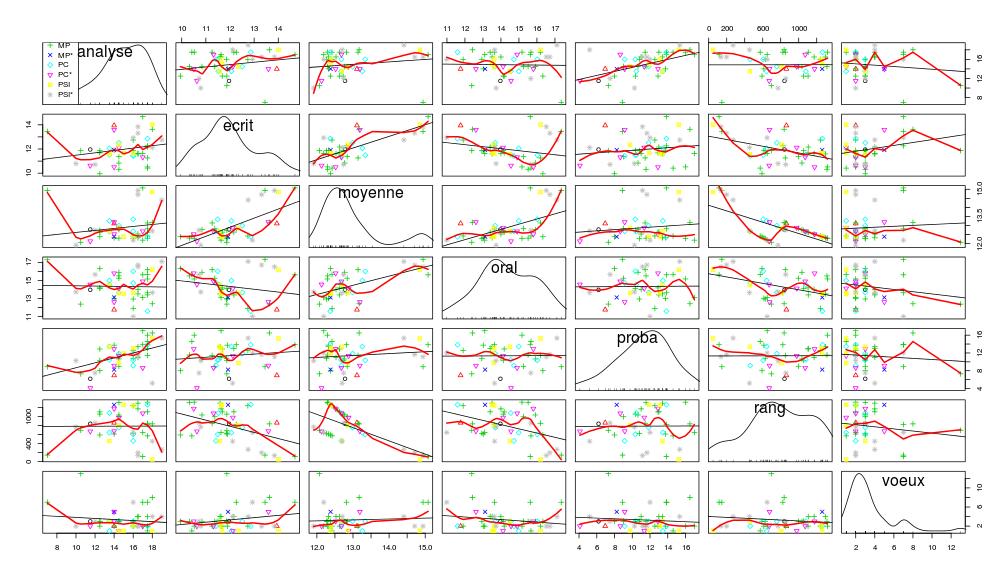 10 11 12 13 14 11 12 13 14 15 16 17 0 200 600 1000
analyse
MP
MP*
PC
PC*
PSI
PSI*
16
12
8
14
12
10
ecrit
moyenne
15.0
13.5
12.0
17
15
13
11
oral
proba
16
12
8
4
1000
400
0
rang
voeux
10
6
2
8 10 12 14 16 18 12.0 13.0 14.0 15.0 4 6 8 10 12 14 16 2 4 6 8 10 12